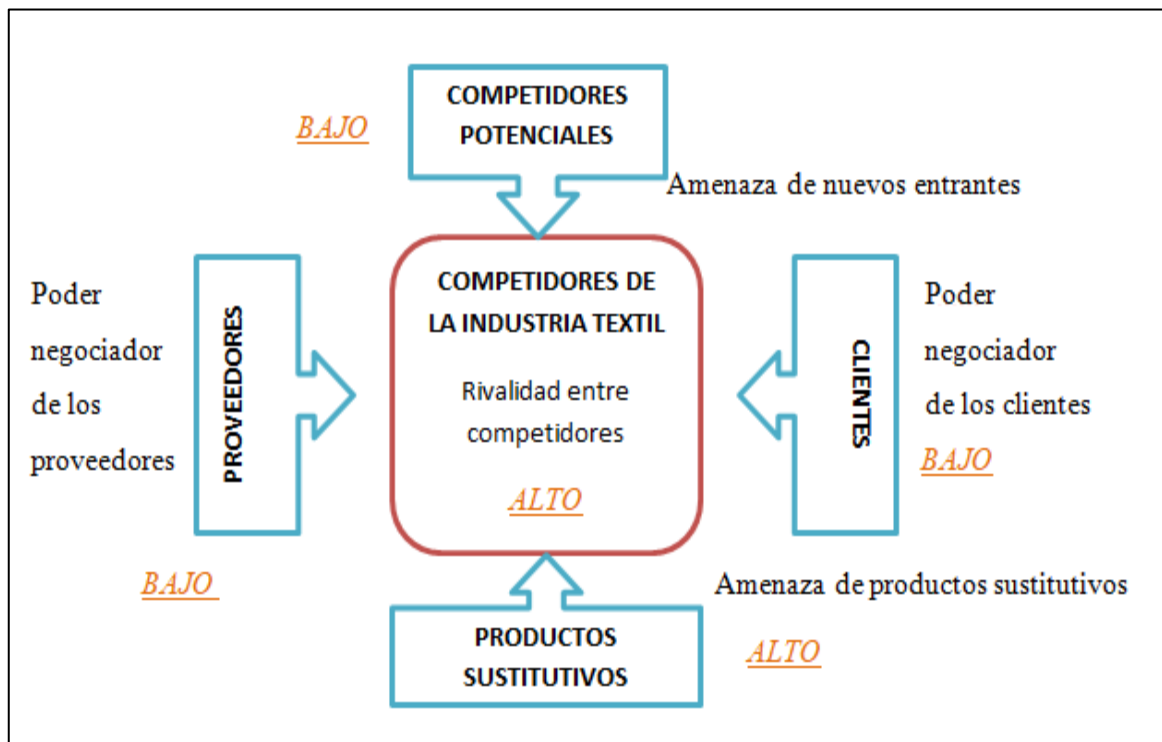 COMPETIDORES
POTENCIALES
BAJO
Amenaza de nuevos entrantes
Poder
negociador
de los
proveedores
BAJO
PROVEEDORES
COMPETIDORES DE
LA INDUSTRIA TEXTIL
Rivalidad entre
competidores
ALTO
CLIENTES
Poder
negociador
de los clientes
BAJO
Amenaza de productos sustitutivos
ALTO
PRODUCTOS
SUSTITUTIVOS